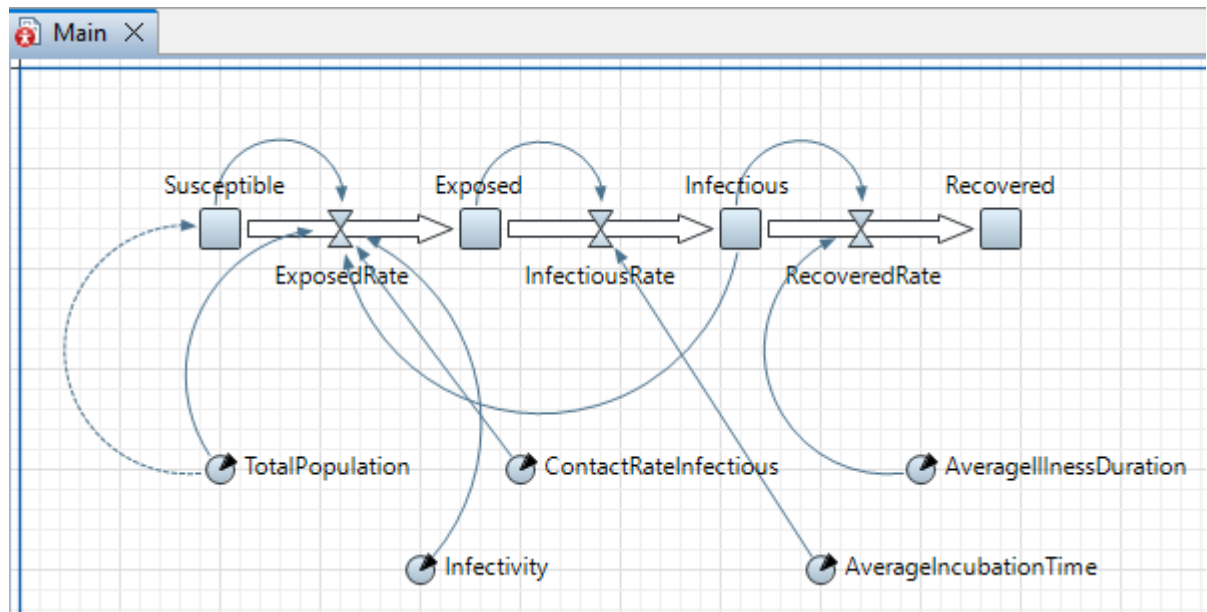 Main
Susceptible
Exposed
Infectious
Recovered
ExposedRate
InfectiousRate
RecoveredRate
TotalPopulation
ContactRateInfectious
AverageIllnessDuration
Infectivity
AverageIncubationTime